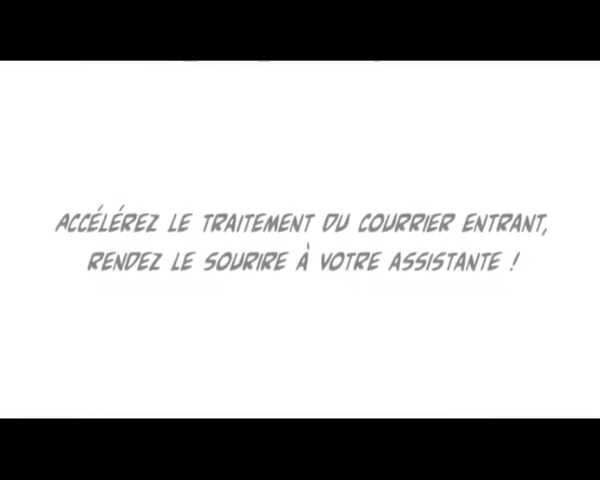 ACCÉLÉREZ LE TRAITEMENT DU COURRIER ENTRANT,
RENDEZ LE SOURIRE À VOTRE ASSISTANTE !